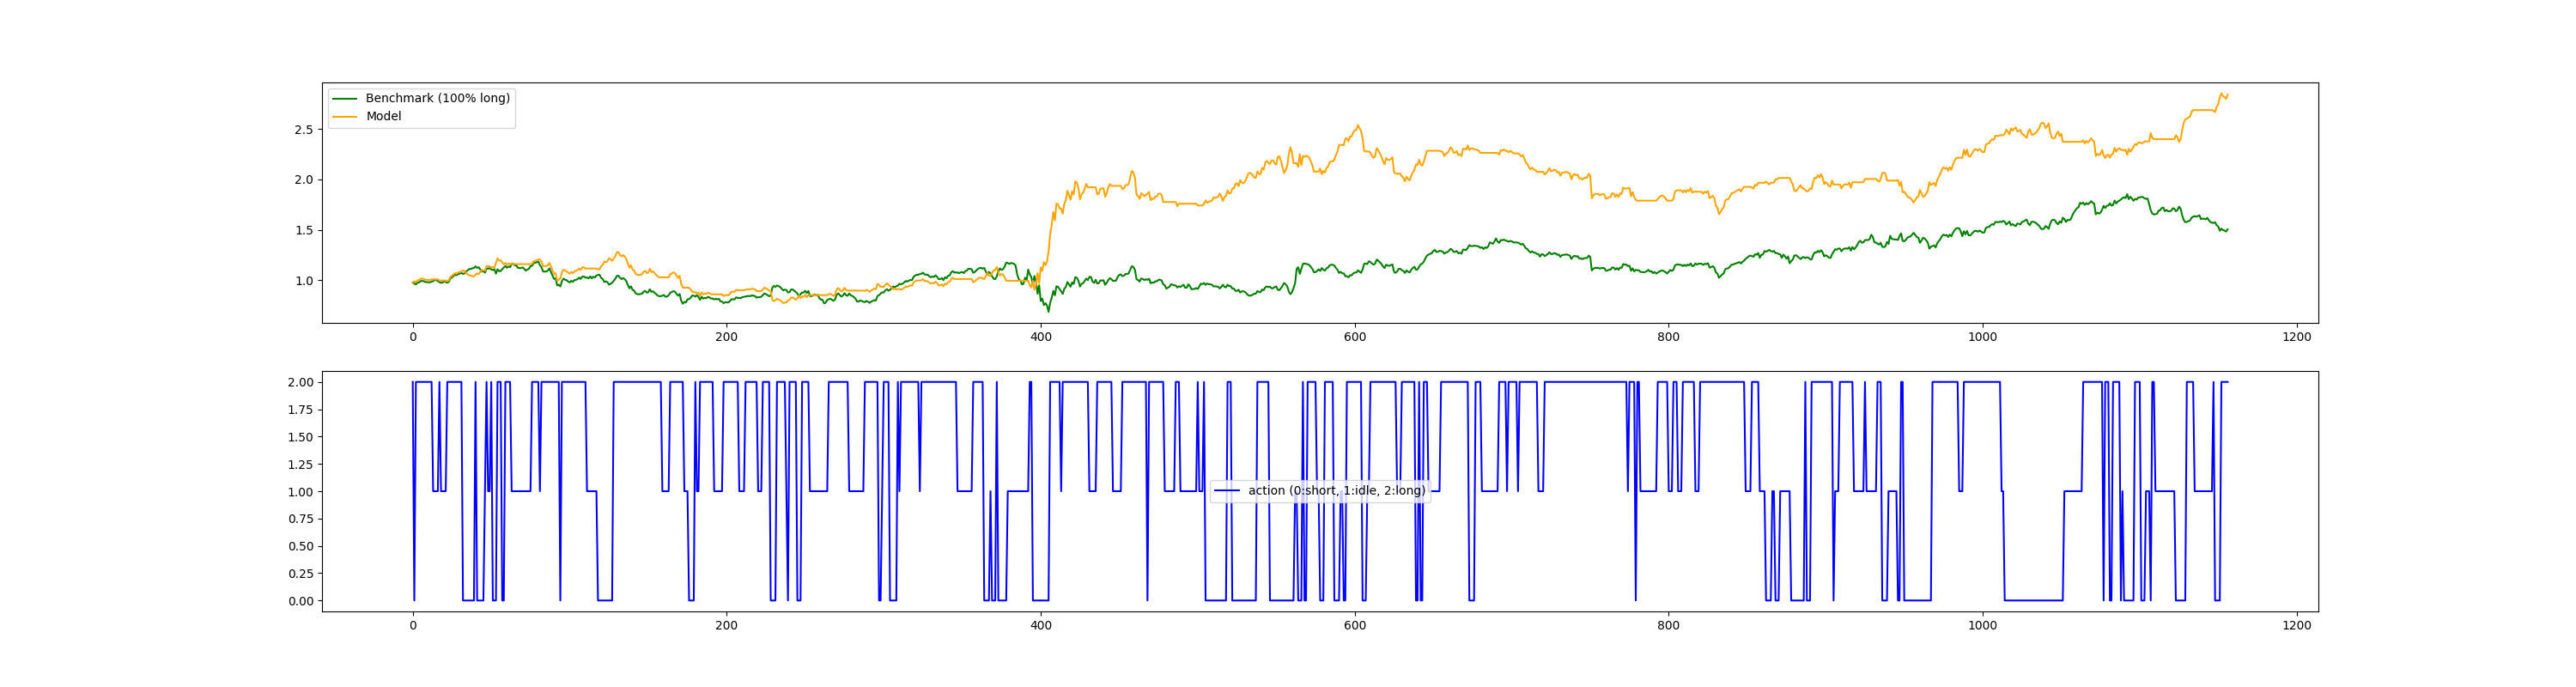 Benchmark (100% long)
Model
2.5
2.0
1.5
1.0
0 200 400 600 800 1000 1200
2.00
1.75
1.50
1.25
1.00
action (0:short, 1:idle, 2:long)
0.75
0.50
0.25
0.00
0 200 400 600 800 1000 1200